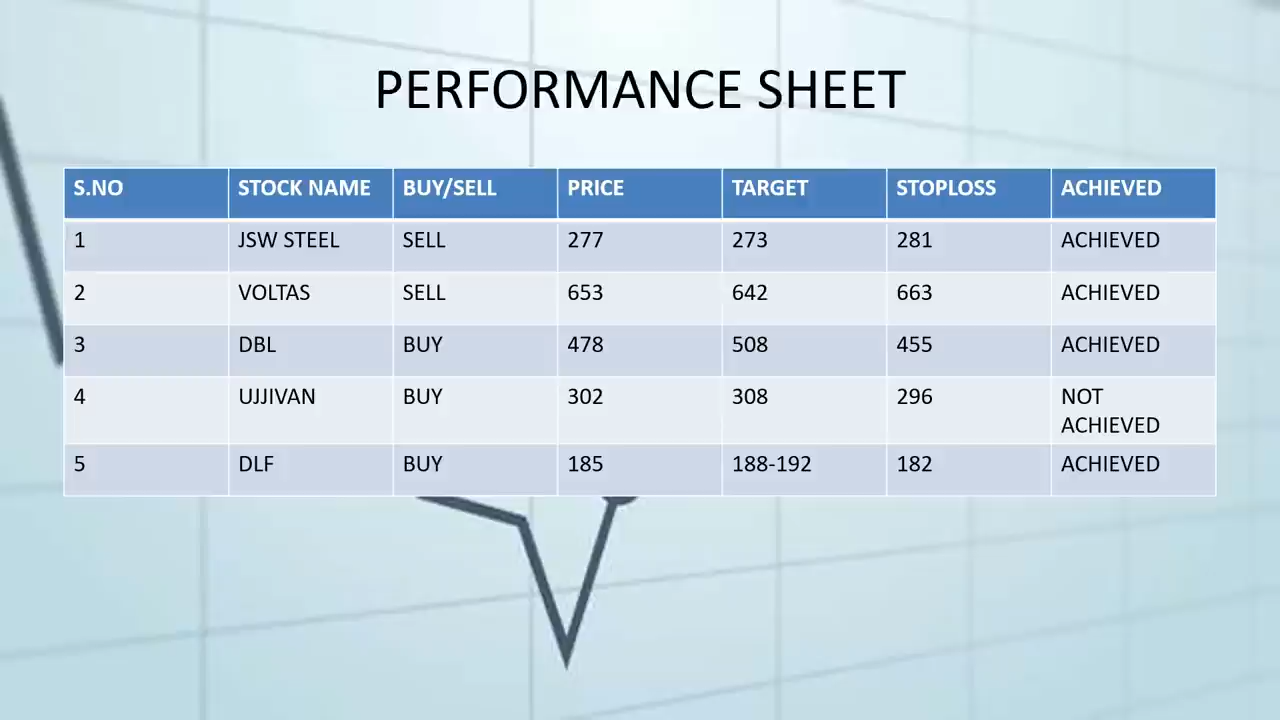 PERFORMANCE SHEET
S.NO STOCK NAME BUY/SELL PRICE TARGET STOPLOSS ACHIEVED
1 JSW STEEL SELL 277 273 281 ACHIEVED
2 VOLTAS SELL 653 642 663 ACHIEVED
3 DBL BUY 478 508 455 ACHIEVED
4 UJJIVAN BUY 302 308 296 NOT
ACHIEVED
5 DLF BUY 185 188-192 182 ACHIEVED